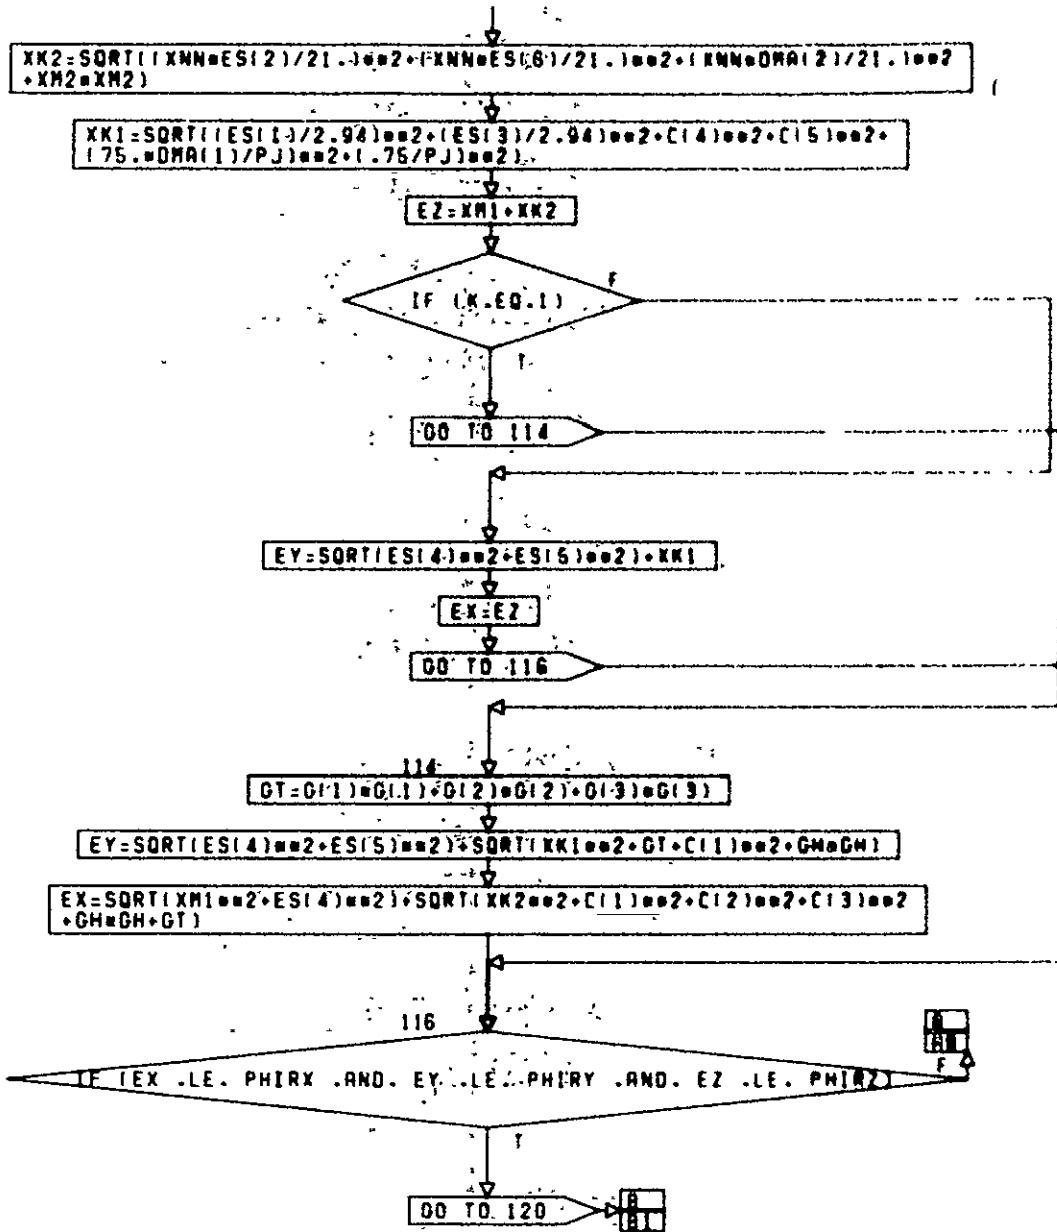 XK2=SQRT((XNN*ES(2)/21.)**2+(XNN*ES(6)/21.)**2+(XNN*DMA(2)/21.)**2
+XM2*XM2)
XK1=SQRT((ES(1)/2.94)**2+(ES(3)/2.94)**2+C(4)**2+C(5)**2+
(75.*DMA(1)/PJ)**2+(.75/PJ)**2)
EZ=XM1+XK2
F
IF (K.EQ.1)
T
GO TO 114
EY=SQRT(ES(4)**2+ES(5)**2)+XK1
EX=EZ
GO TO 116
114
GT=G(1)*G(1)+G(2)*G(2)+G(3)*G(3)
EY=SQRT(ES(4)**2+ES(5)**2)+SQRT(XK1**2+GT+C(1)**2+GH*GH)
EX=SQRT(XM1**2+ES(4)**2)+SQRT(XK2**2+C(1)**2+C(2)**2+C(3)**2
+GH*GH+GT)
116
IF (EX .LE. PHIRX .AND. EY .LE. PHIRY .AND. EZ .LE. PHIRZ)
F
T
GO TO 120